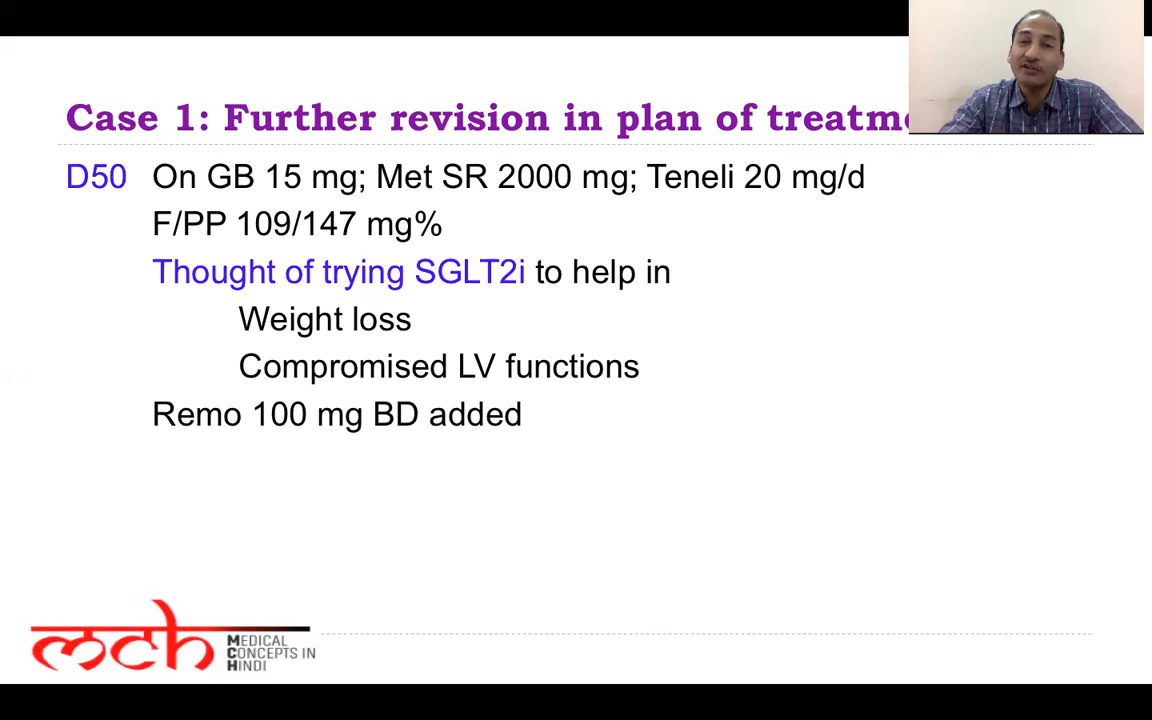 Case 1: Further revision in plan of
D50 On GB 15 mg; Met SR 2000 mg; Teneli 20 mg/d
F/PP 109/147 mg%
Thought of trying SGLT2i to help in
Weight loss
Compromised LV functions
Remo 100 mg BD added
mch
MEDICAL
CONCEPTS IN
HINDI